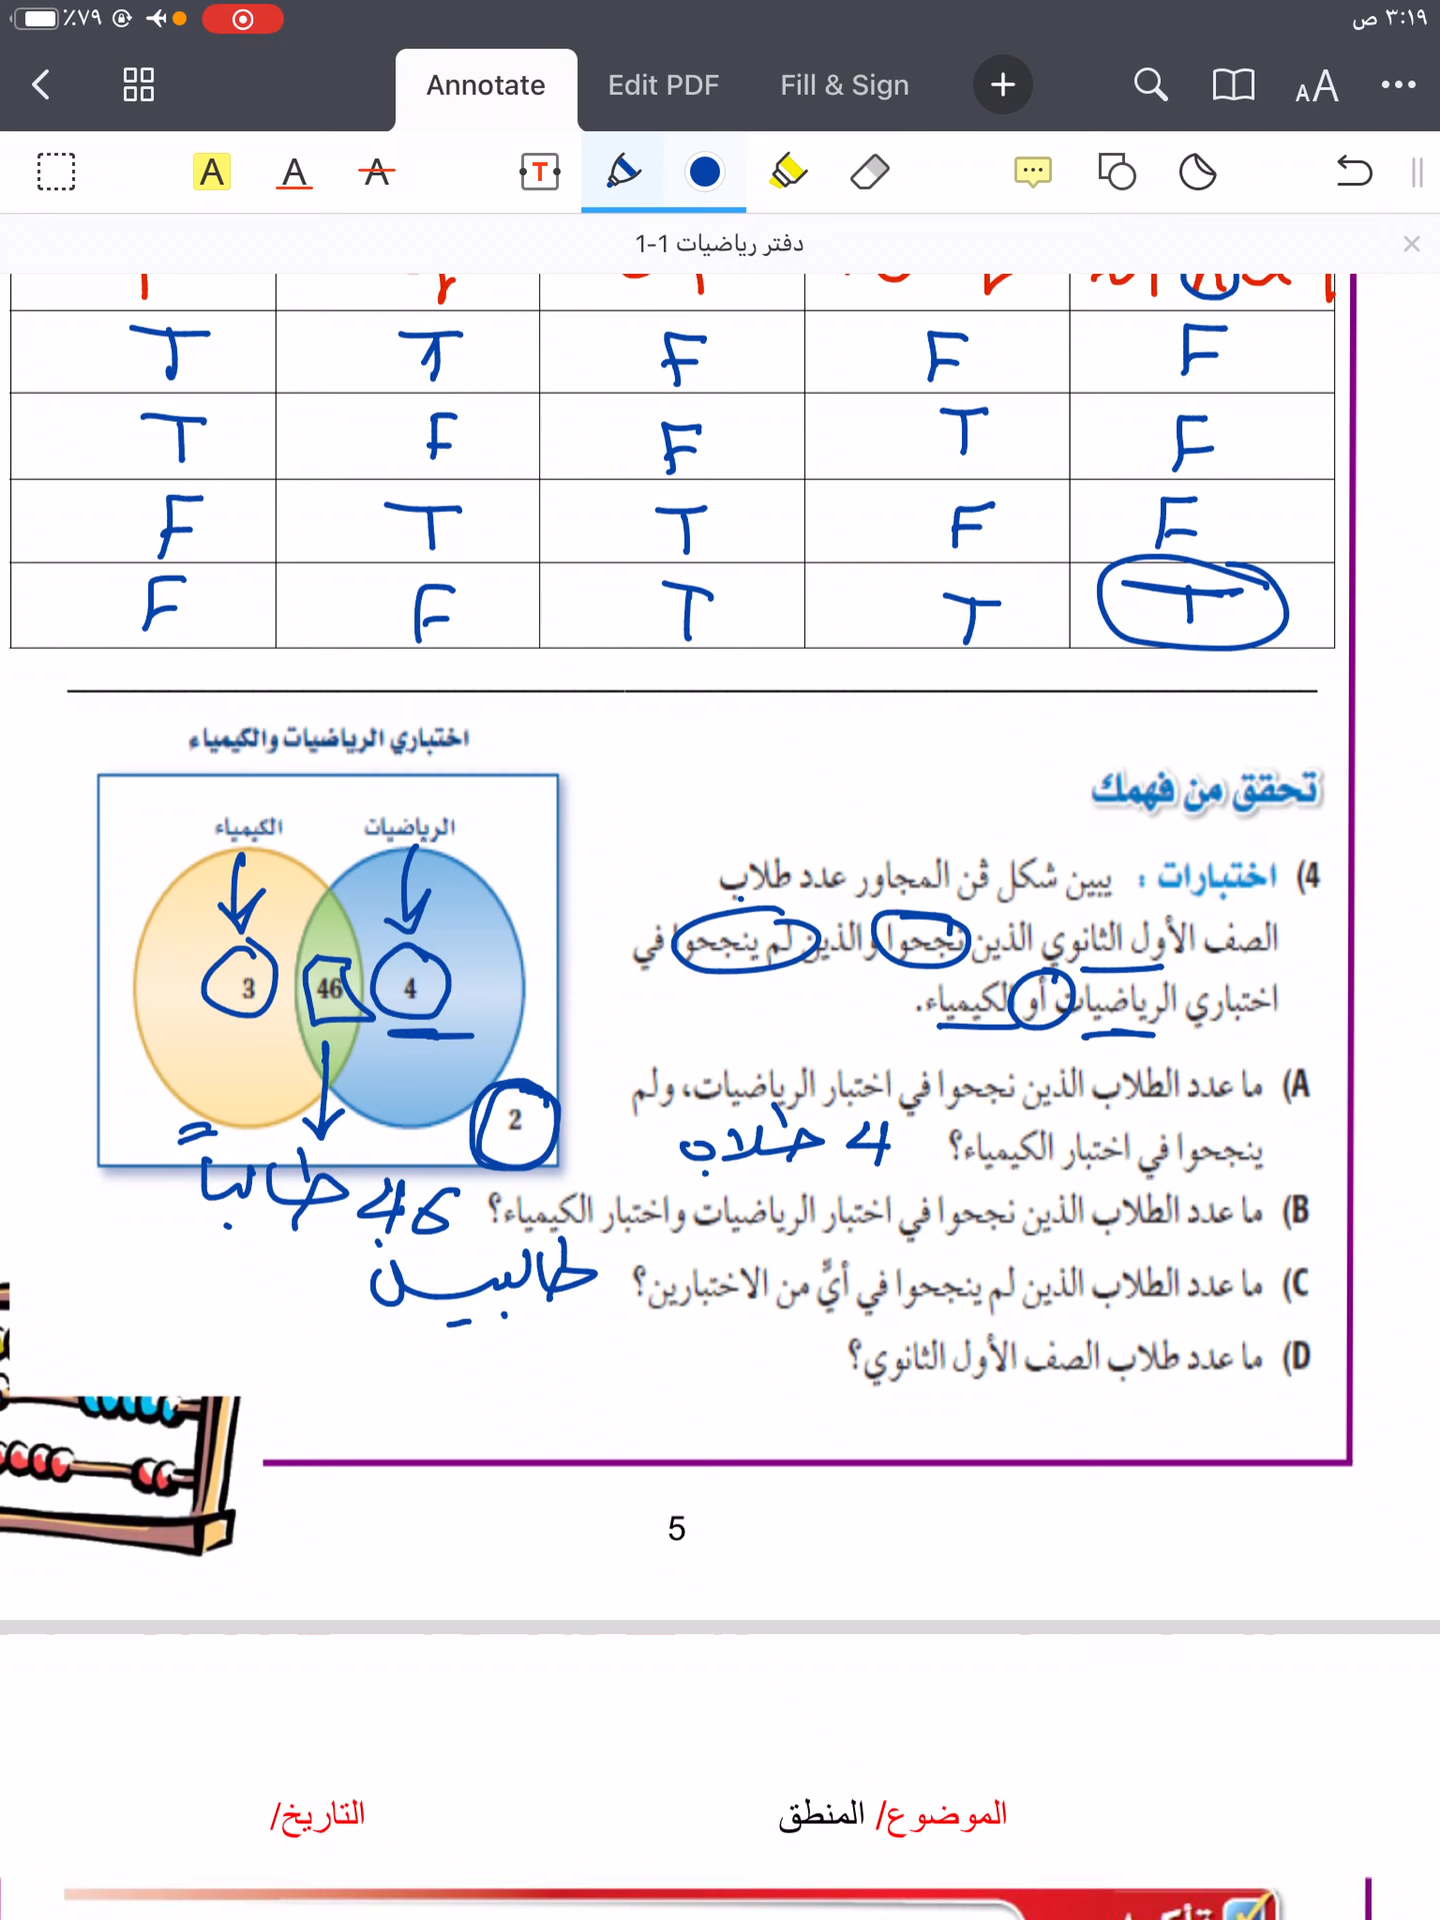 ٣:١٩ ص
٪٧٩
Annotate
Edit PDF
Fill & Sign
AA
A
A
A
T
دفتر رياضيات 1-1
T T F F F
T F F T F
F T T F F
F F T T T
اختباري الرياضيات والكيمياء
الكيمياء
الرياضيات
3
46
4
2
تحقق من فهمك
4) اختبارات : يبين شكل ڤن المجاور عدد طلاب
الصف الأول الثانوي الذين نجحوا والذين لم ينجحوا في
اختباري الرياضيات أو الكيمياء.
A) ما عدد الطلاب الذين نجحوا في اختبار الرياضيات، ولم
ينجحوا في اختبار الكيمياء؟
4 طلاب
B) ما عدد الطلاب الذين نجحوا في اختبار الرياضيات واختبار الكيمياء؟
46 طالباً
C) ما عدد الطلاب الذين لم ينجحوا في أيٍّ من الاختبارين؟
طالبين
D) ما عدد طلاب الصف الأول الثانوي؟
5
الموضوع/ المنطق
التاريخ/